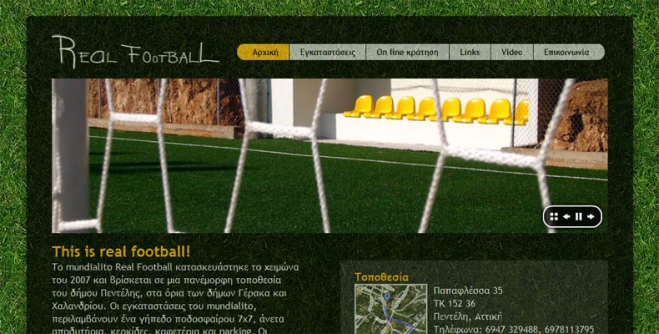 Real Football
Αρχική Εγκαταστάσεις On line κράτηση Links Video Επικοινωνία
This is real football!
Το mundialito Real Football κατασκευάστηκε το χειμώνα
του 2007 και βρίσκεται σε μια πανέμορφη τοποθεσία
του δήμου Πεντέλης, στα όρια των δήμων Γέρακα και
Χαλανδρίου. Οι εγκαταστάσεις του mundialito,
περιλαμβάνουν ένα γήπεδο ποδοσφαίρου 7x7, άνετα
αποδυτήρια, κερκίδες, καφετέρια και parking. Οι
Τοποθεσία
Παπαφλέσσα 35
ΤΚ 152 36
Πεντέλη, Αττική
Τηλέφωνα: 6947 329488, 6978113795